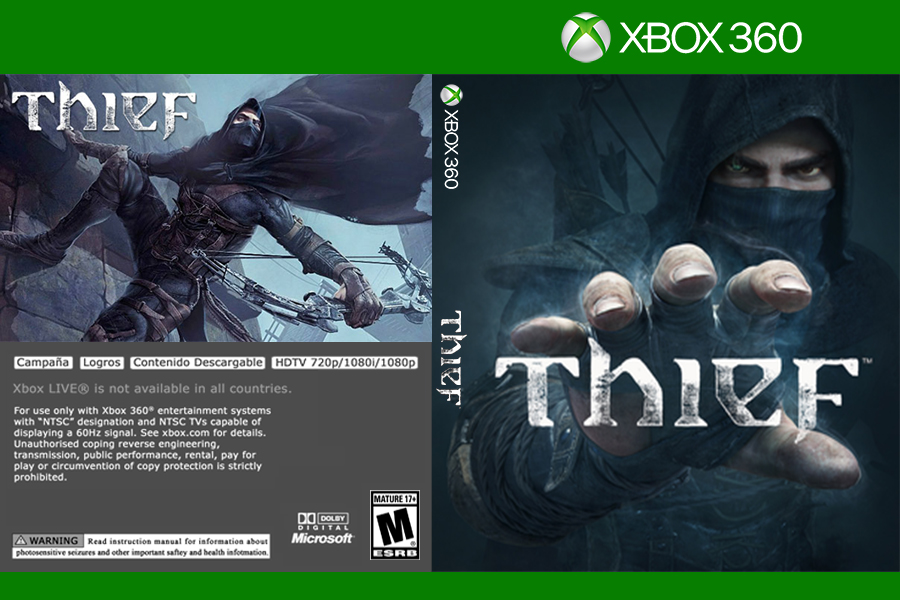 XBOX 360
Thief
Campaña Logros Contenido Descargable HDTV 720p/1080i/1080p
Xbox LIVE® is not available in all countries.
For use only with Xbox 360® entertainment systems
with “NTSC” designation and NTSC TVs capable of
displaying a 60Hz signal. See xbox.com for details.
Unauthorised coping reverse engineering,
transmission, public performance, rental, pay for
play or circumvention of copy protection is strictly
prohibited.
WARNING Read instruction manual for information about
photosensitive seizures and other important saftey and health infotmation.
DOLBY
DIGITAL
Microsoft®
MATURE 17+
M
ESRB
XBOX 360
Thief
Thief™